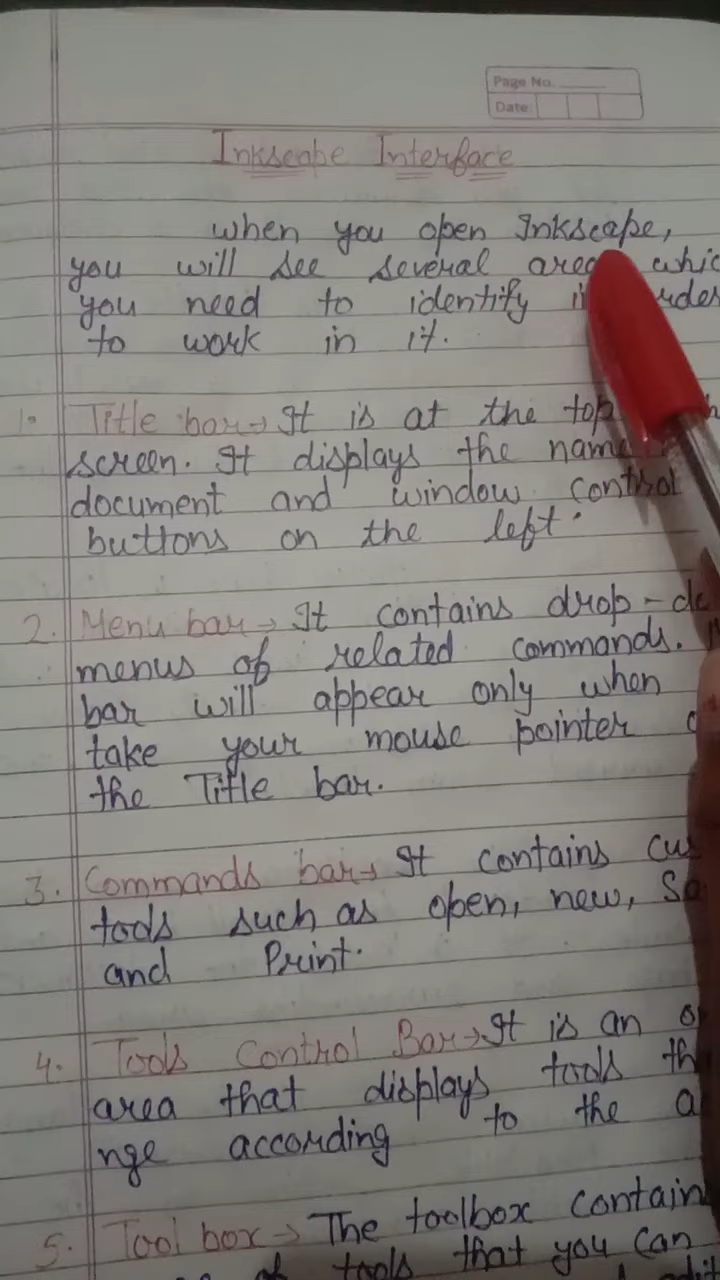 Page No.
Date
Inkscape Interface
when you open Inkscape,
you will see several
you need to identify
to work in it.
1. Title bar→ It is at the top
screen. It displays the name
document and window control
buttons on the left.
2. Menu bar→ It contains drop-
menus of related commands.
bar will appear only when
take your mouse pointer
the Title bar.
3. Commands bar→ It contains
tools such as open, new,
and Print.
4. Tools Control Bar→ It is an
area that displays tools
nge according to the
5. Tool box→ The toolbox contain
tools that you can